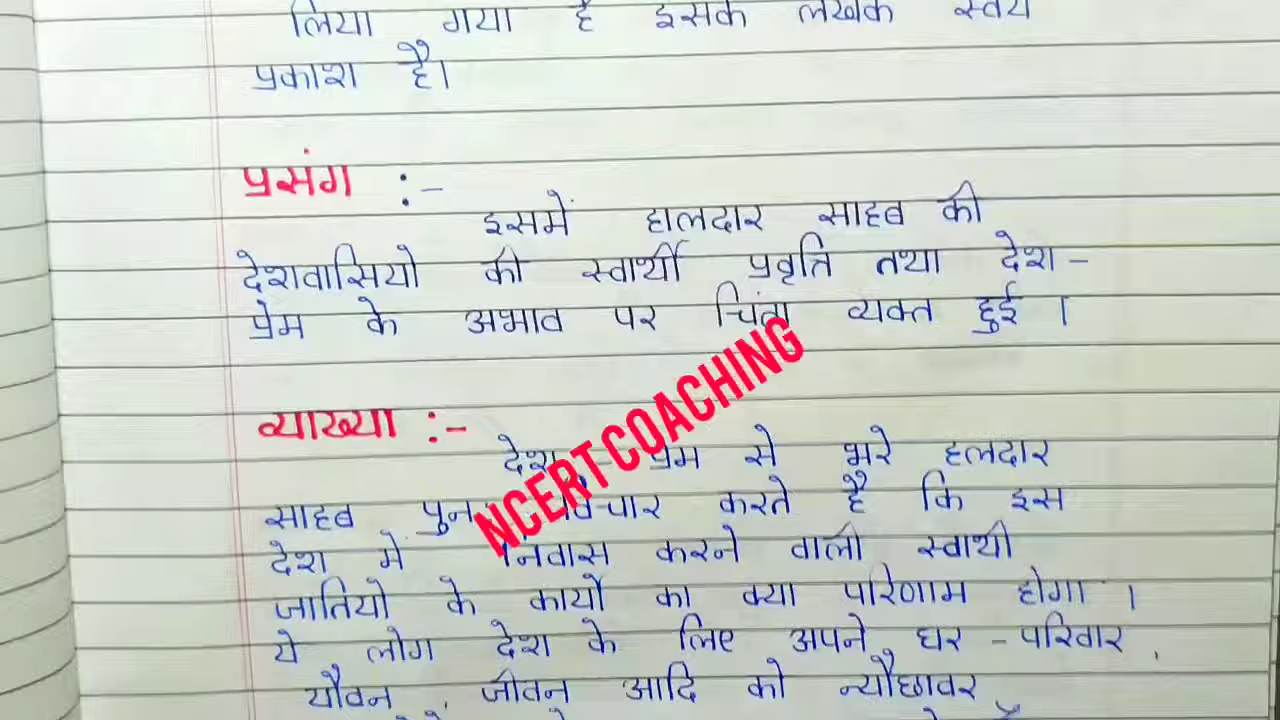 लिया गया है इसके लेखक स्वयं
प्रकाश है।
प्रसंग :-
इसमें हालदार साहब की
देशवासियो की स्वार्थी प्रवृति तथा देश-
प्रेम के अभाव पर चिंता व्यक्त हुई ।
व्याख्या :-
देश - प्रेम से भरे हलदार
साहब पुनः विचार करते है कि इस
देश में निवास करने वाली स्वार्थी
जातियो के कार्यो का क्या परिणाम होगा ।
ये लोग देश के लिए अपने घर - परिवार,
यौवन, जीवन आदि को न्यौछावर
NCERT COACHING